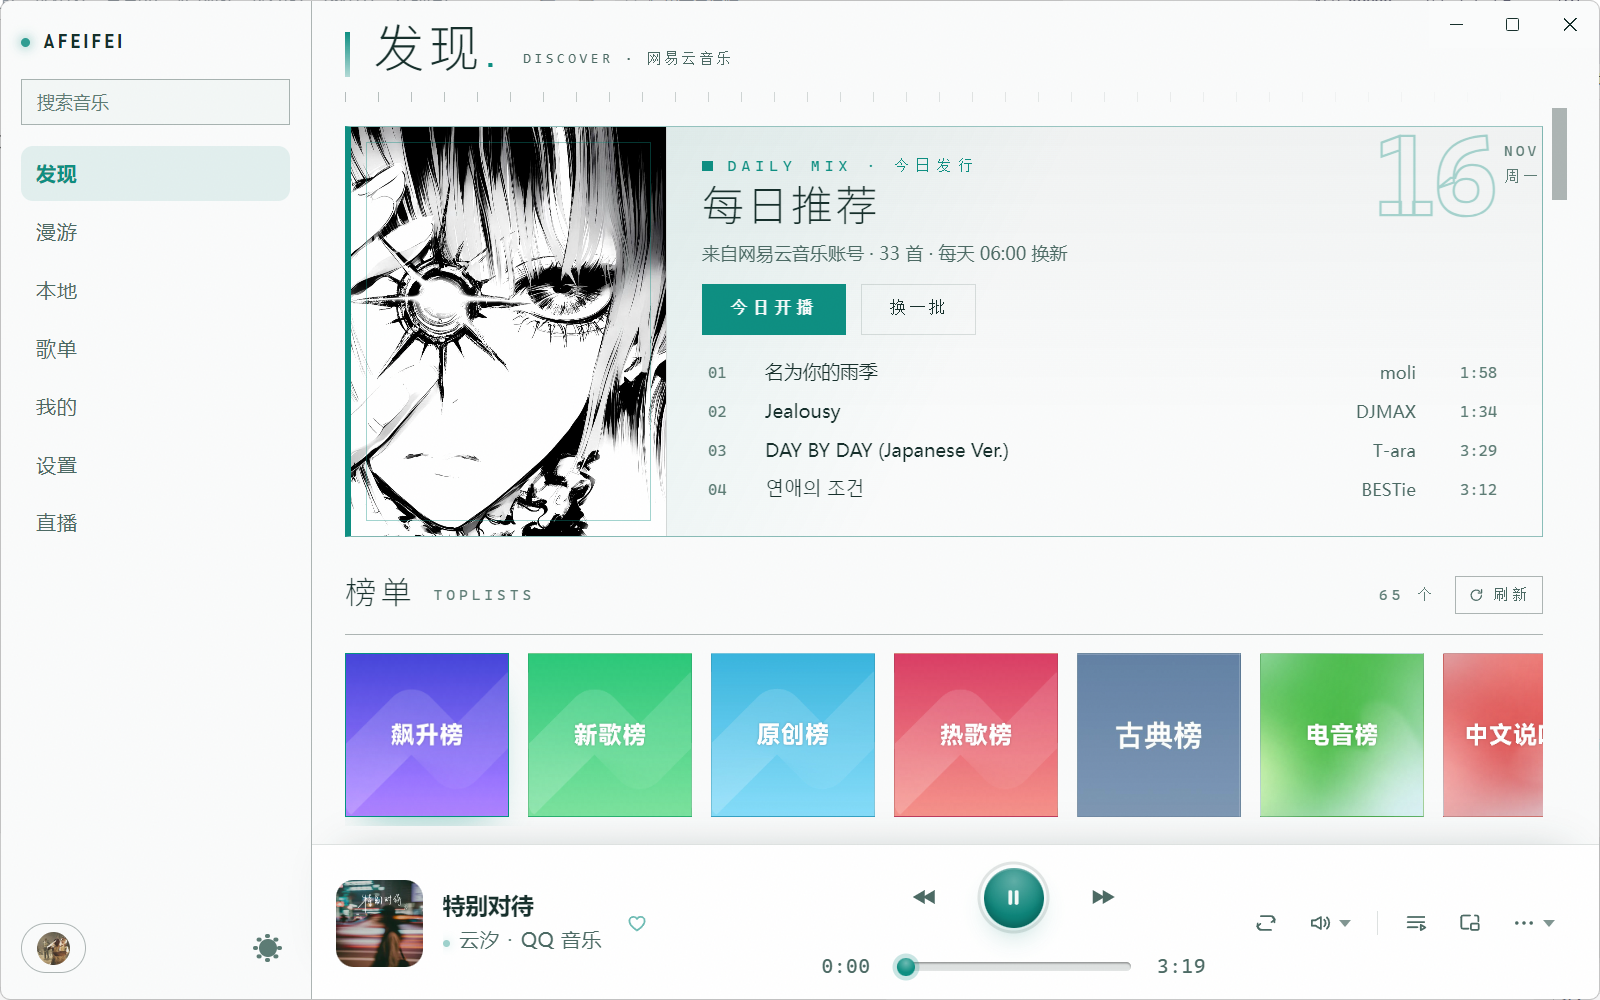 AFEIFEI
搜索音乐
发现
漫游
本地
歌单
我的
设置
直播
发现.
DISCOVER · 网易云音乐
DAILY MIX · 今日发行
16
NOV
周一
每日推荐
来自网易云音乐账号 · 33 首 · 每天 06:00 换新
今日开播
换一批
01 名为你的雨季 moli 1:58
02 Jealousy DJMAX 1:34
03 DAY BY DAY (Japanese Ver.) T-ara 3:29
04 연애의 조건 BESTie 3:12
榜单 TOPLISTS
65 个
刷新
飙升榜
新歌榜
原创榜
热歌榜
古典榜
电音榜
中文说
特别对待
特别对待
云汐 · QQ 音乐
0:00
3:19